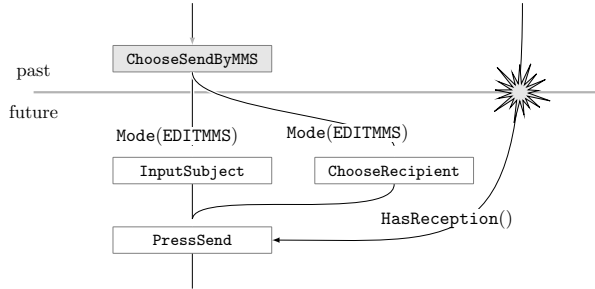 ChooseSendByMMS
past
future
Mode(EDITMMS)
Mode(EDITMMS)
InputSubject
ChooseRecipient
HasReception()
PressSend